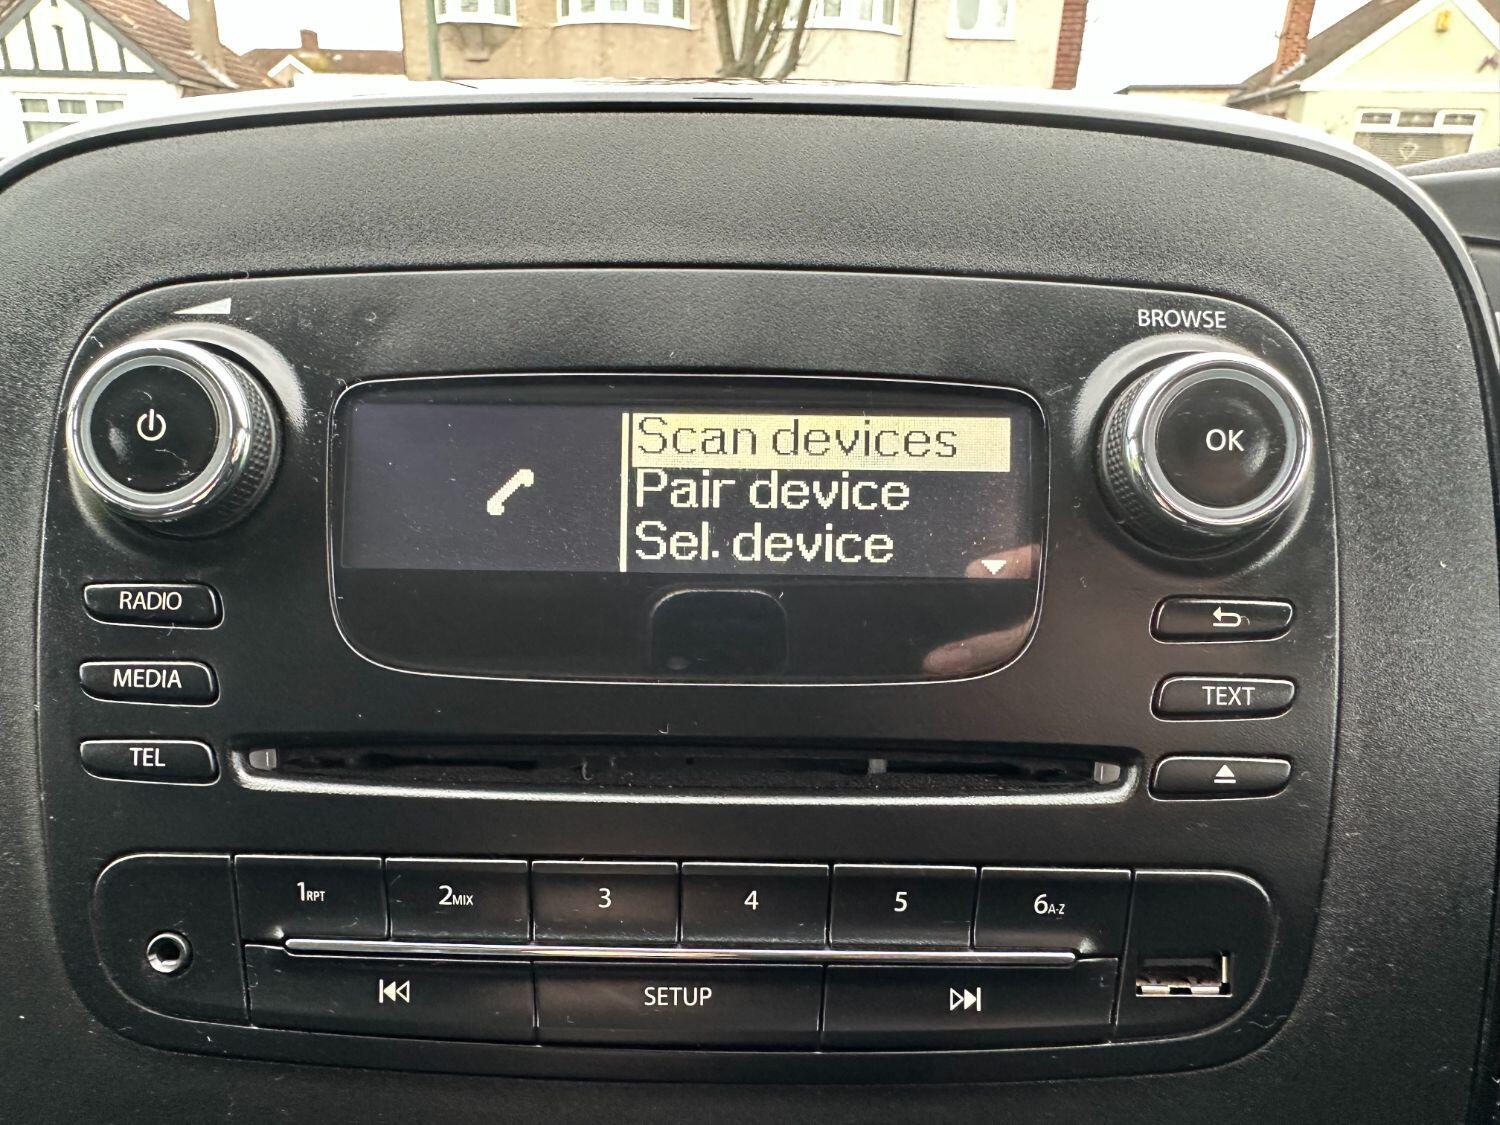 BROWSE
Scan devices
Pair device
Sel. device
OK
RADIO
MEDIA
TEXT
TEL
1RPT
2MIX
3
4
5
6A-Z
SETUP